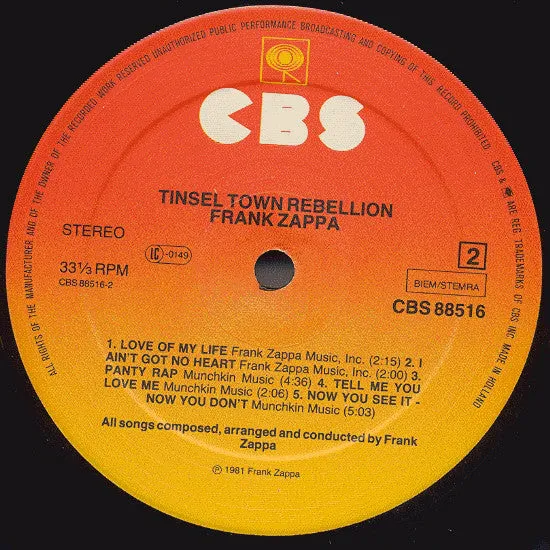 ALL RIGHTS OF THE MANUFACTURER AND OF THE OWNER OF THE RECORDED WORK RESERVED UNAUTHORIZED PUBLIC PERFORMANCE BROADCASTING AND COPYING OF THIS RECORD PROHIBITED
CBS & ARE REG. TRADEMARKS OF CBS INC. MADE IN HOLLAND
CBS
TINSEL TOWN REBELLION
FRANK ZAPPA
STEREO
LC-0149
2
33⅓ RPM
CBS 88516-2
BIEM/STEMRA
CBS 88516
1. LOVE OF MY LIFE Frank Zappa Music, Inc. (2:15) 2. I
AIN'T GOT NO HEART Frank Zappa Music, Inc. (2:00) 3.
PANTY RAP Munchkin Music (4:36) 4. TELL ME YOU
LOVE ME Munchkin Music (2:06) 5. NOW YOU SEE IT -
NOW YOU DON'T Munchkin Music (5:03)
All songs composed, arranged and conducted by Frank
Zappa
℗ 1981 Frank Zappa